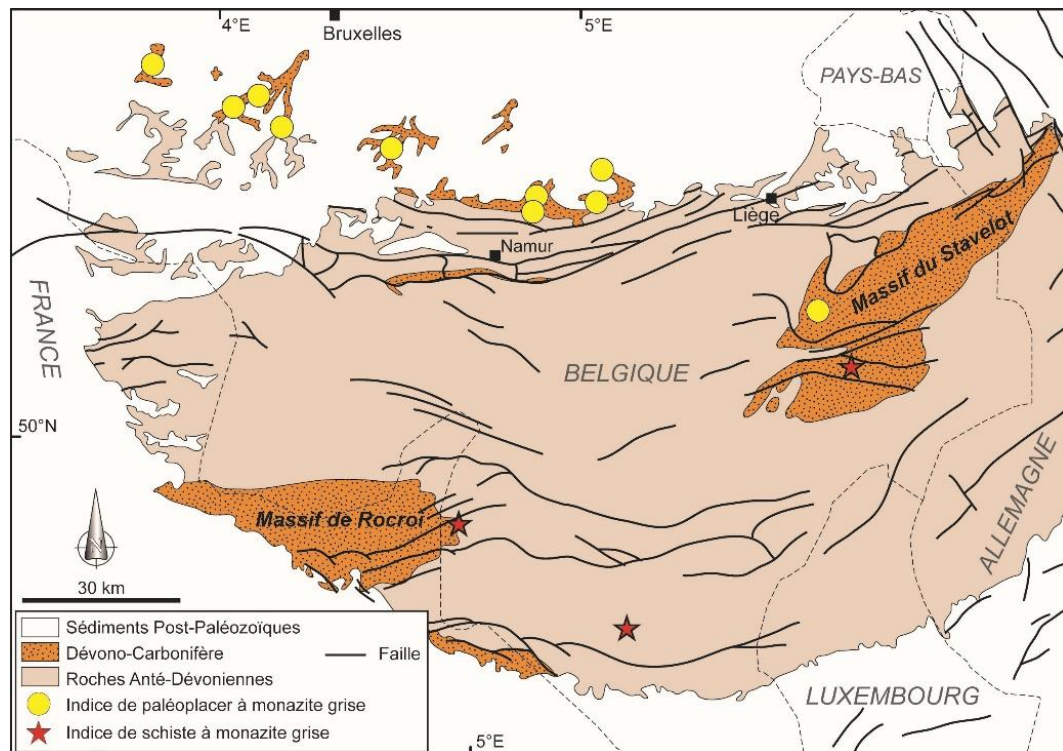 4°E
5°E
Bruxelles
PAYS-BAS
Liège
Namur
Massif du Stavelot
FRANCE
BELGIQUE
50°N
ALLEMAGNE
Massif de Rocroi
N
30 km
Sédiments Post-Paléozoïques
Dévono-Carbonifère
Faille
Roches Anté-Dévoniennes
Indice de paléoplacer à monazite grise
Indice de schiste à monazite grise
LUXEMBOURG
5°E